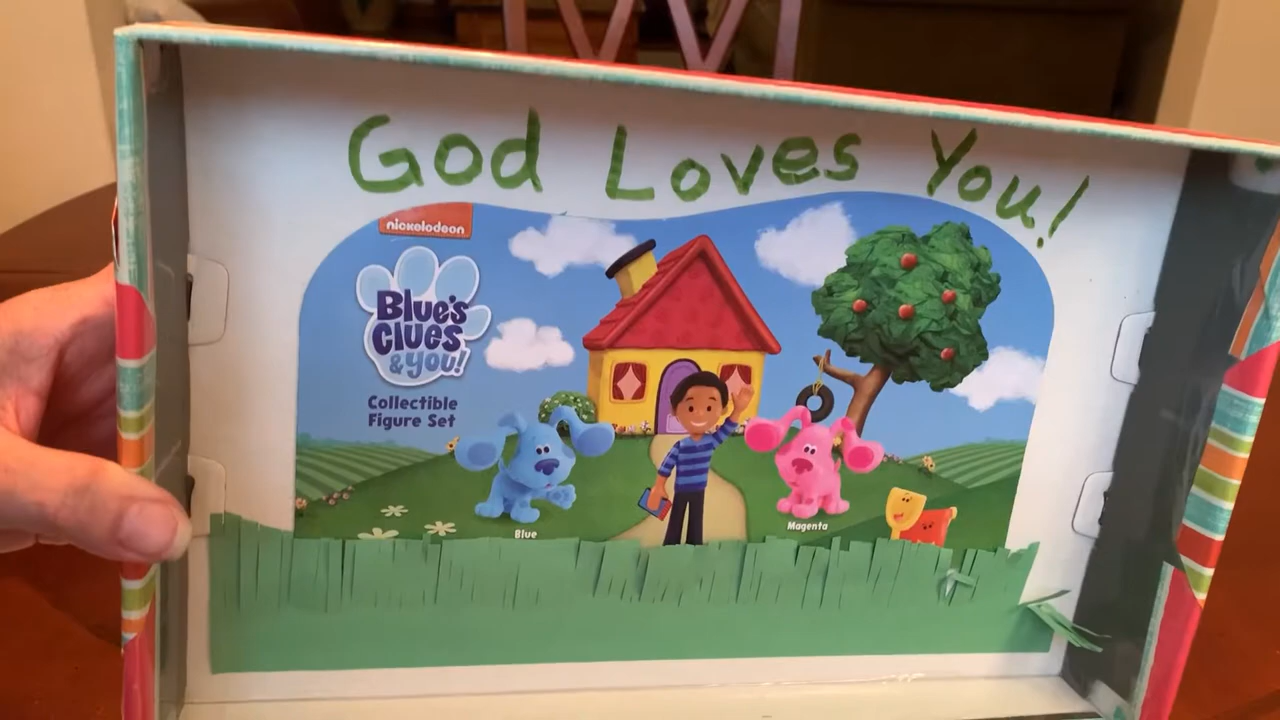 God Loves You!
nickelodeon
Blue's
Clues
& YOU!
Collectible
Figure Set
Blue
Magenta